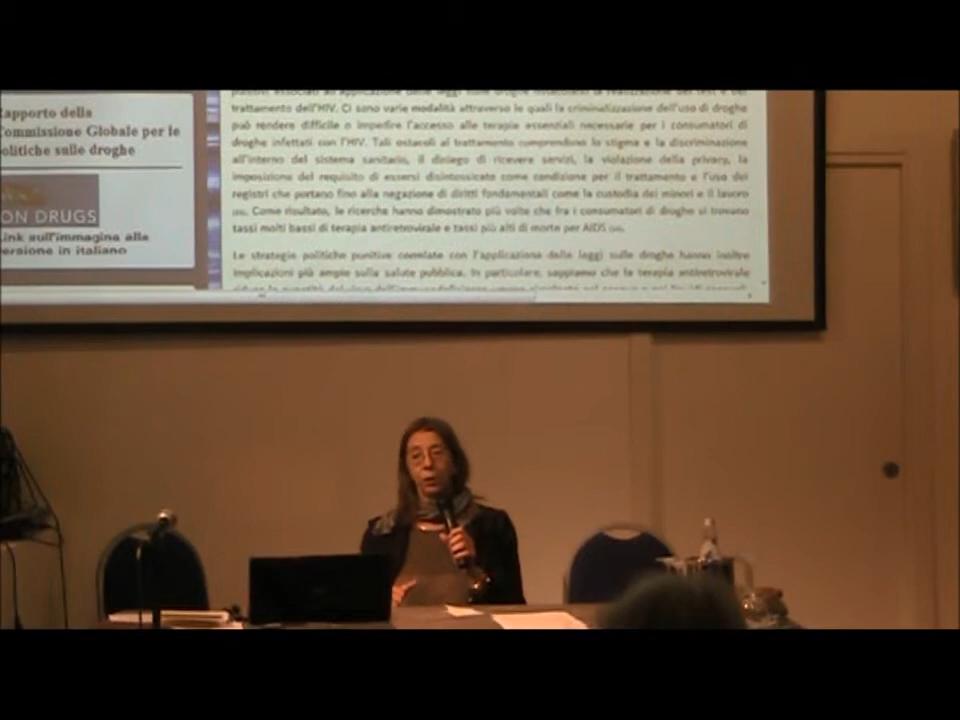 Rapporto della
Commissione Globale per le
politiche sulle droghe
ON DRUGS
Link sull'immagina alla
versione in italiano
trattamento dell'HIV. Ci sono varie modalità attraverso le quali la criminalizzazione dell'uso di droghe
può rendere difficile o impedire l'accesso alle terapie essenziali necessarie per i consumatori di
droghe infettati con l'HIV. Tali ostacoli al trattamento comprendono lo stigma e la discriminazione
all'interno del sistema sanitario, il diniego di ricevere servizi, la violazione della privacy, la
imposizione del requisito di essersi disintossicate come condizione per il trattamento e l'uso dei
registri che portano fino alla negazione di diritti fondamentali come la custodia dei minori e il lavoro
Come risultato, le ricerche hanno dimostrato più volte che fra i consumatori di droghe si trovano
tassi molti bassi di terapia antiretrovirale e tassi più alti di morte per AIDS
Le strategie politiche punitive correlate con l'applicazione delle leggi sulle droghe hanno inoltre
implicazioni più ampie sulla salute pubblica. In particolare, sappiamo che la terapia antiretrovirale